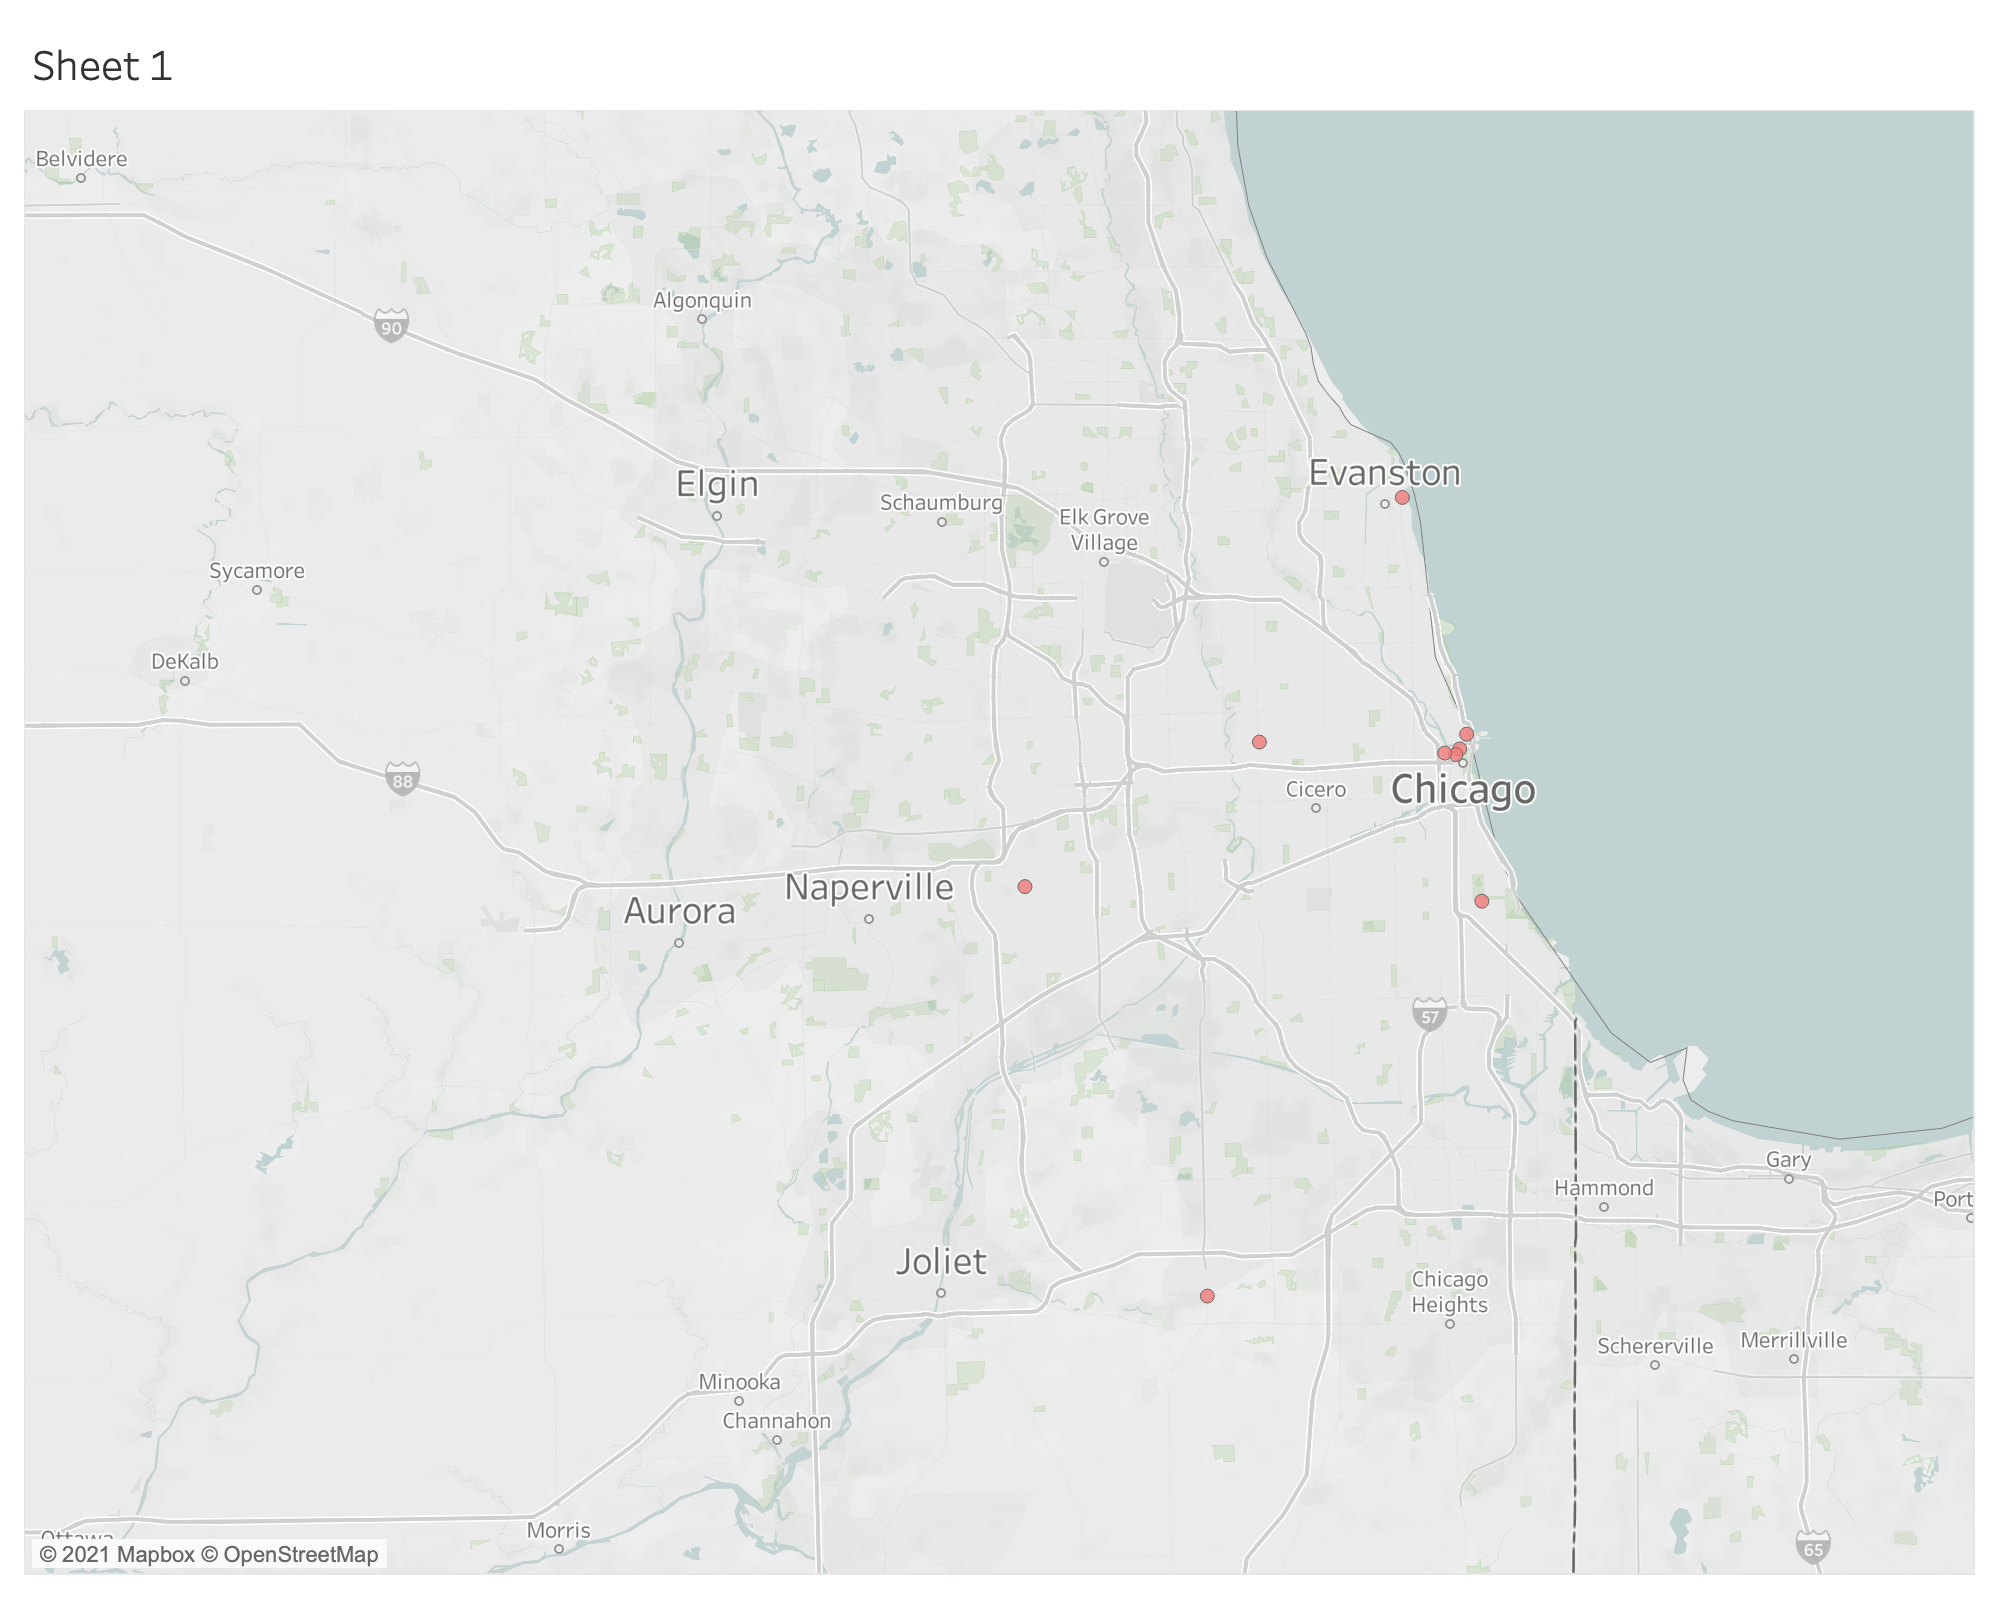 Sheet 1
Belvidere
Algonquin
90
Evanston
Elgin
Schaumburg
Elk Grove
Village
Sycamore
DeKalb
88
Cicero
Chicago
Naperville
Aurora
57
Gary
Hammond
Port
Joliet
Chicago
Heights
Schererville
Merrillville
Minooka
Channahon
Morris
Ottawa
65
© 2021 Mapbox © OpenStreetMap